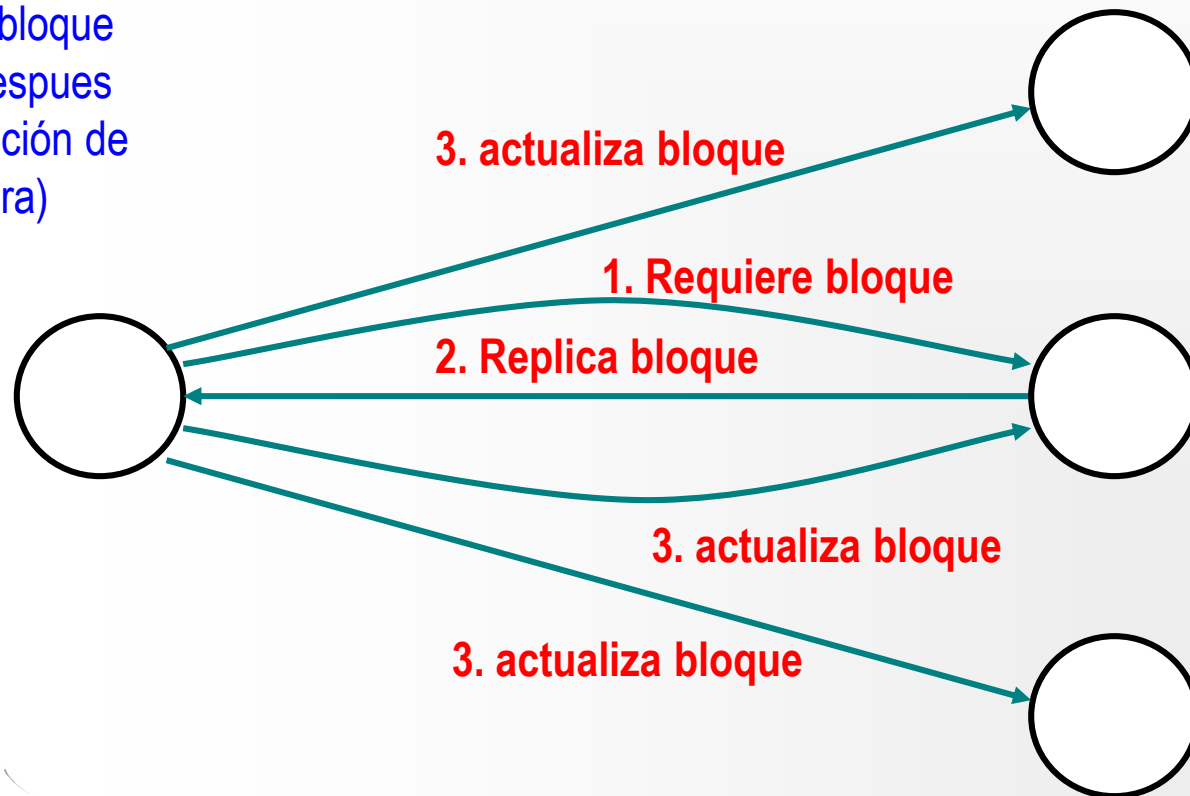 bloque
espues
ción de
ra)
3. actualiza bloque
1. Requiere bloque
2. Replica bloque
3. actualiza bloque
3. actualiza bloque